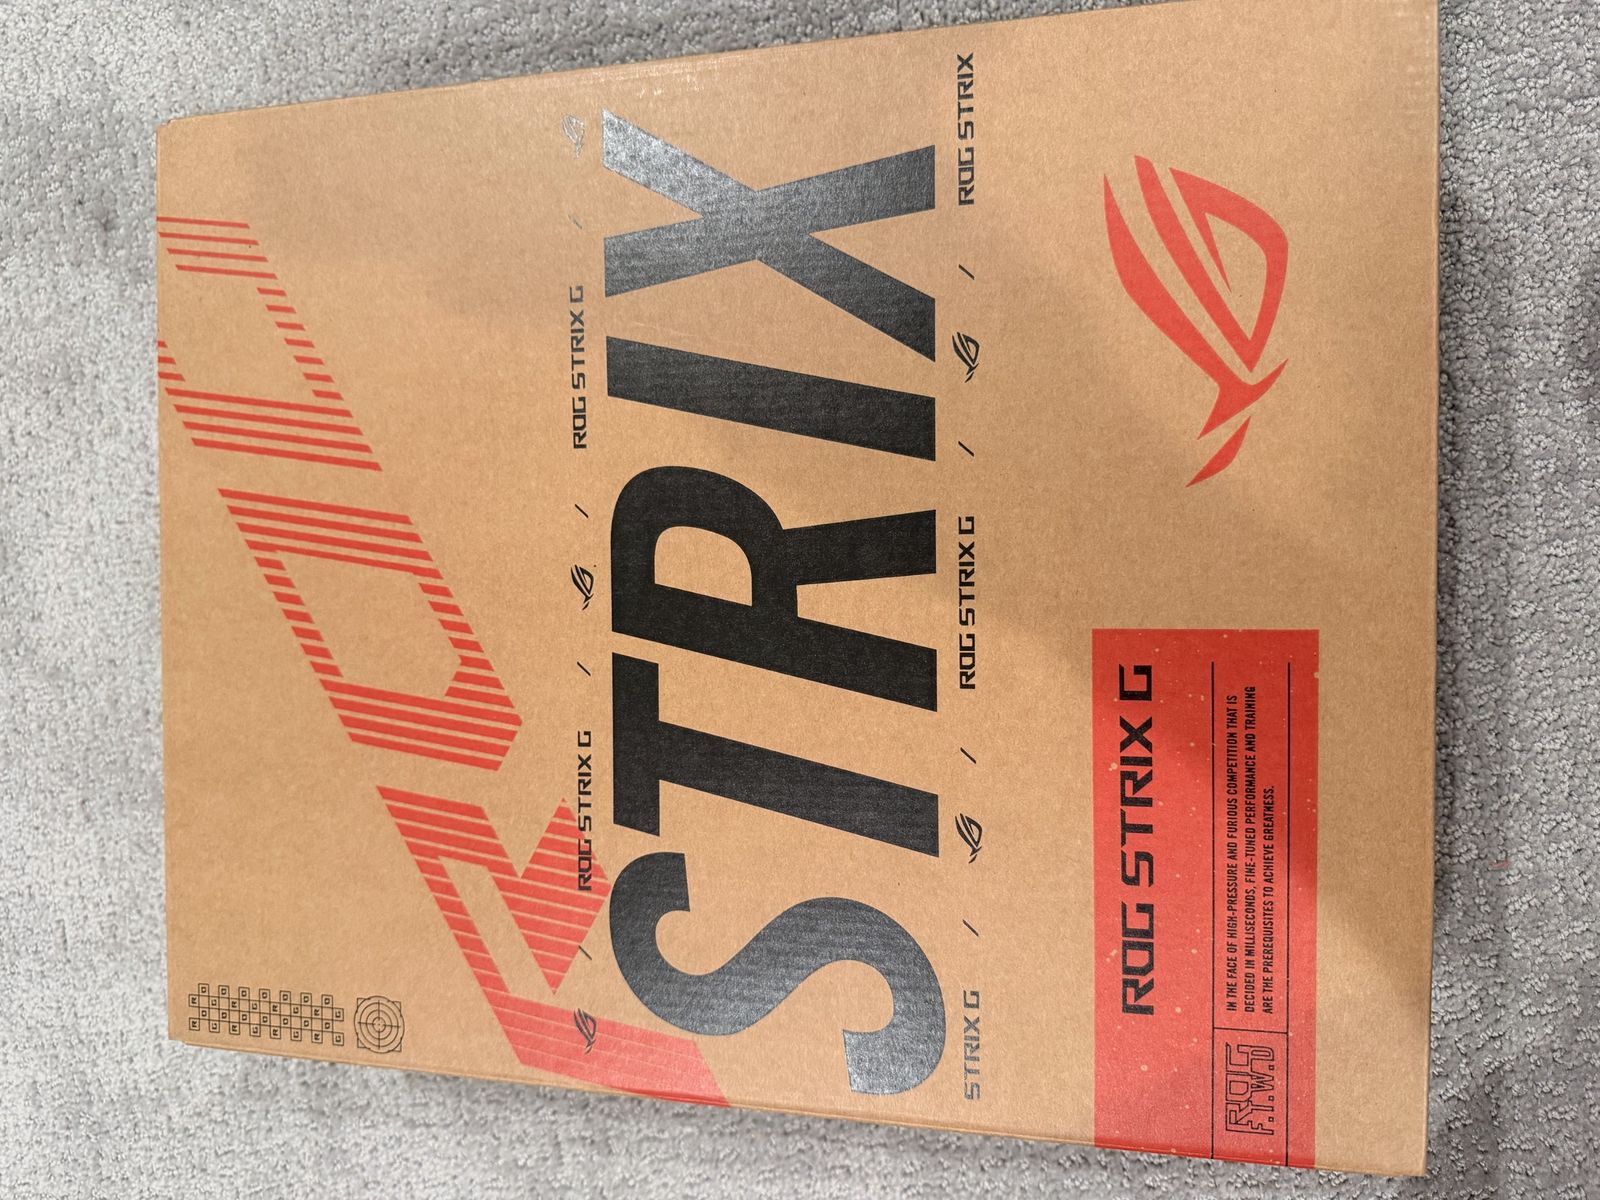 ROG
/ ROG STRIX G / / ROG STRIX G /
STRIX
STRIX G / / ROG STRIX G / / ROG STRIX
ROG STRIX G
ROG
F.T.W.D
IN THE FACE OF HIGH-PRESSURE AND FURIOUS COMPETITION THAT IS
DECIDED IN MILLISECONDS, FINE-TUNED PERFORMANCE AND TRAINING
ARE THE PREREQUISITES TO ACHIEVE GREATNESS.